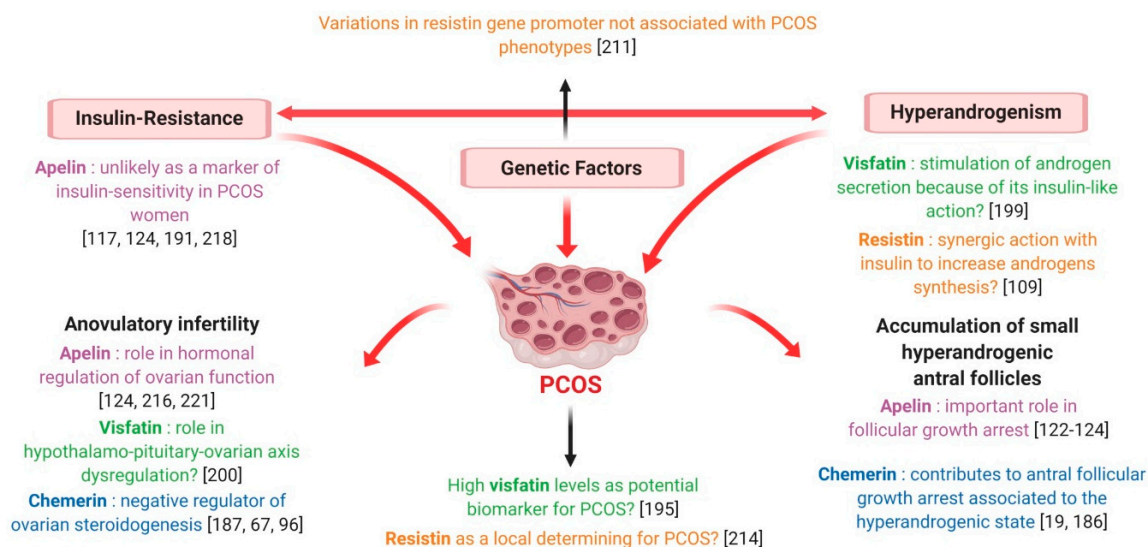 Variations in resistin gene promoter not associated with PCOS
phenotypes [211]
Insulin-Resistance
Hyperandrogenism
Genetic Factors
Apelin : unlikely as a marker of
insulin-sensitivity in PCOS
women
[117, 124, 191, 218]
Visfatin : stimulation of androgen
secretion because of its insulin-like
action? [199]
Resistin : synergic action with
insulin to increase androgens
synthesis? [109]
PCOS
Anovulatory infertility
Apelin : role in hormonal
regulation of ovarian function
[124, 216, 221]
Visfatin : role in
hypothalamo-pituitary-ovarian axis
dysregulation? [200]
Chemerin : negative regulator of
ovarian steroidogenesis [187, 67, 96]
High visfatin levels as potential
biomarker for PCOS? [195]
Resistin as a local determining for PCOS? [214]
Accumulation of small
hyperandrogenic
antral follicles
Apelin : important role in
follicular growth arrest [122-124]
Chemerin : contributes to antral follicular
growth arrest associated to the
hyperandrogenic state [19, 186]